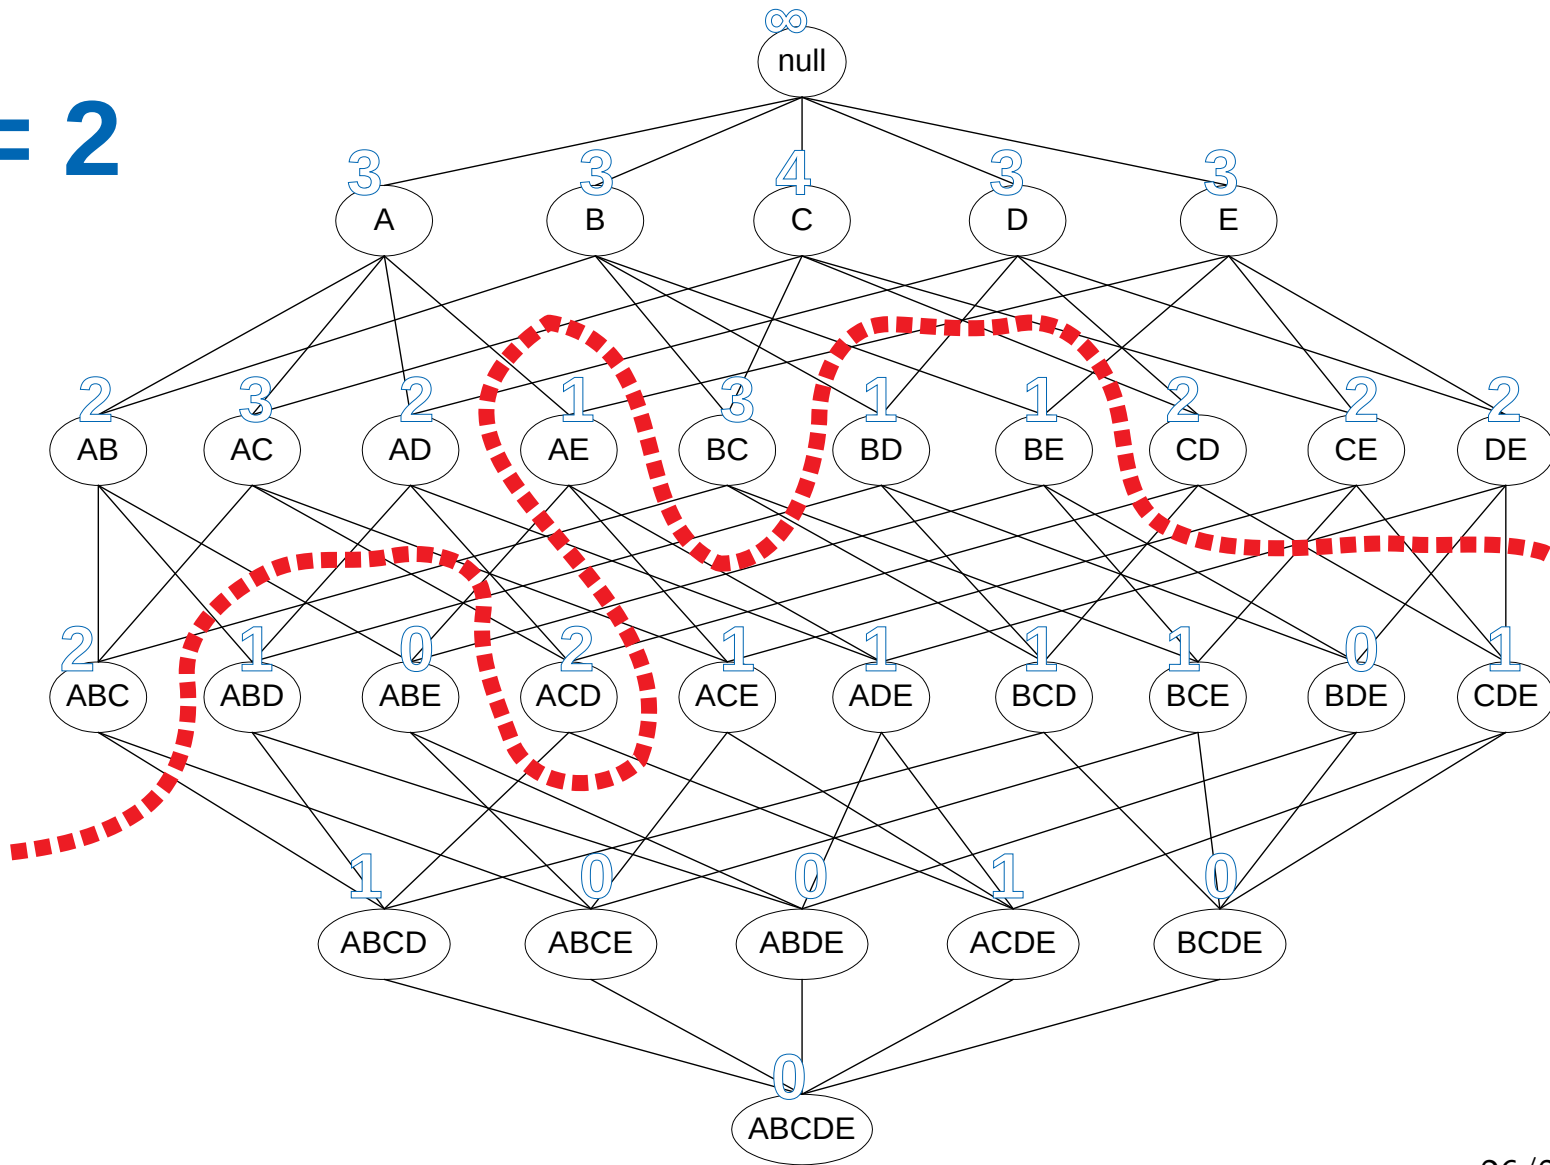 ∞
null
= 2
3 3 4 3 3
A B C D E
2 3 2 1 3 1 1 2 2 2
AB AC AD AE BC BD BE CD CE DE
2 1 0 2 1 1 1 1 0 1
ABC ABD ABE ACD ACE ADE BCD BCE BDE CDE
1 0 0 1 0
ABCD ABCE ABDE ACDE BCDE
0
ABCDE